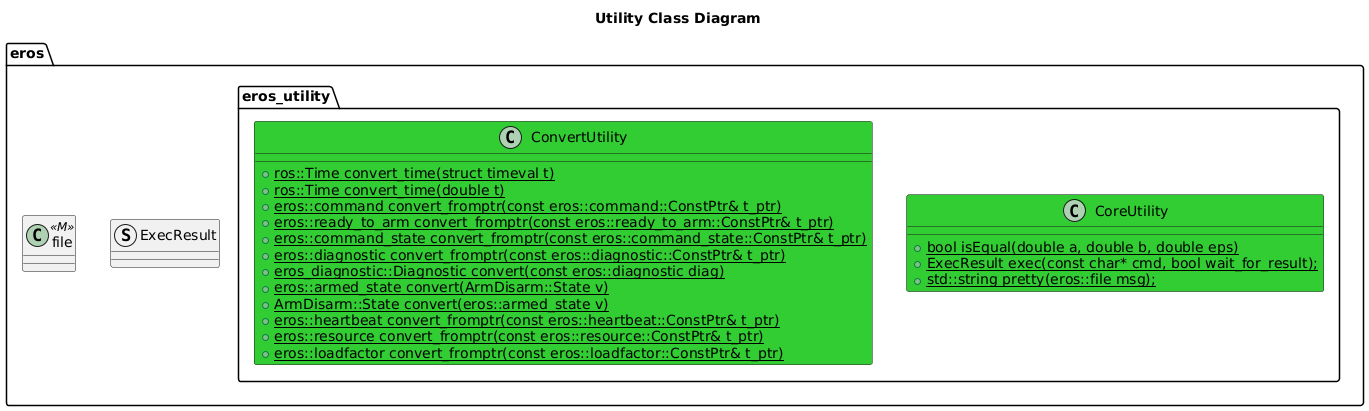 Utility Class Diagram
eros
eros_utility
C «M» file
S ExecResult
C ConvertUtility
ros::Time convert_time(struct timeval t)
ros::Time convert_time(double t)
eros::command convert_fromptr(const eros::command::ConstPtr& t_ptr)
eros::ready_to_arm convert_fromptr(const eros::ready_to_arm::ConstPtr& t_ptr)
eros::command_state convert_fromptr(const eros::command_state::ConstPtr& t_ptr)
eros::diagnostic convert_fromptr(const eros::diagnostic::ConstPtr& t_ptr)
eros_diagnostic::Diagnostic convert(const eros::diagnostic diag)
eros::armed_state convert(ArmDisarm::State v)
ArmDisarm::State convert(eros::armed_state v)
eros::heartbeat convert_fromptr(const eros::heartbeat::ConstPtr& t_ptr)
eros::resource convert_fromptr(const eros::resource::ConstPtr& t_ptr)
eros::loadfactor convert_fromptr(const eros::loadfactor::ConstPtr& t_ptr)
C CoreUtility
bool isEqual(double a, double b, double eps)
ExecResult exec(const char* cmd, bool wait_for_result);
std::string pretty(eros::file msg);